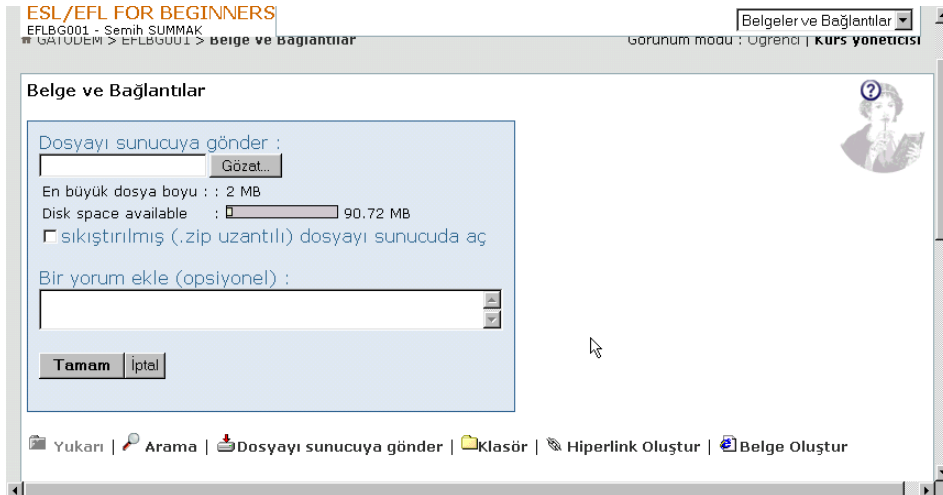 ESL/EFL FOR BEGINNERS
EFLBG001 - Semih SUMMAK
Belgeler ve Bağlantılar
GATUDEM > EFLBG001 > Belge ve Bağlantılar
Görünüm modu : Öğrenci | Kurs yöneticisi
Belge ve Bağlantılar
Dosyayı sunucuya gönder :
Gözat...
En büyük dosya boyu : : 2 MB
Disk space available : 90.72 MB
sıkıştırılmış (.zip uzantılı) dosyayı sunucuda aç
Bir yorum ekle (opsiyonel) :
Tamam İptal
Yukarı | Arama | Dosyayı sunucuya gönder | Klasör | Hiperlink Oluştur | Belge Oluştur